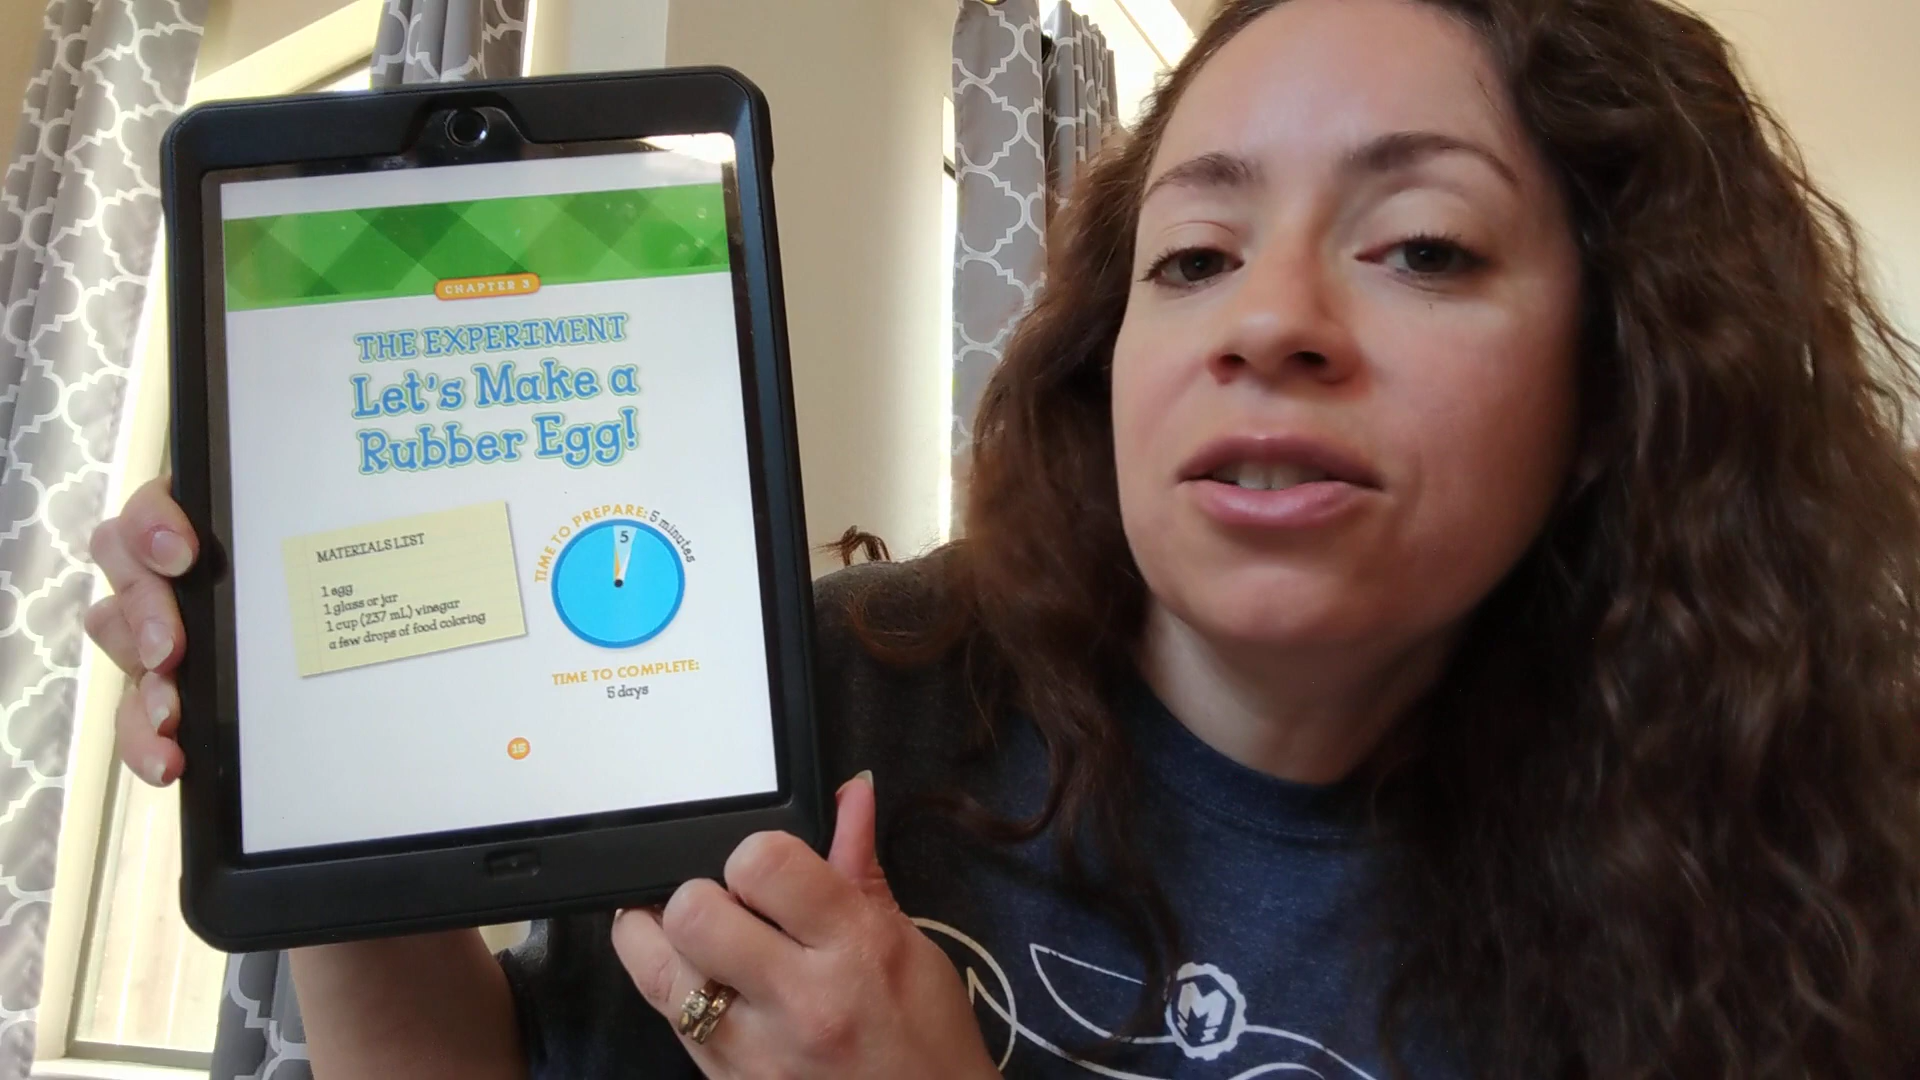 CHAPTER 3
THE EXPERIMENT
Let's Make a
Rubber Egg!
MATERIALS LIST
1 egg
1 glass or jar
1 cup (237 mL) vinegar
a few drops of food coloring
TIME TO PREPARE: 5 minutes
5
TIME TO COMPLETE:
5 days
15
M